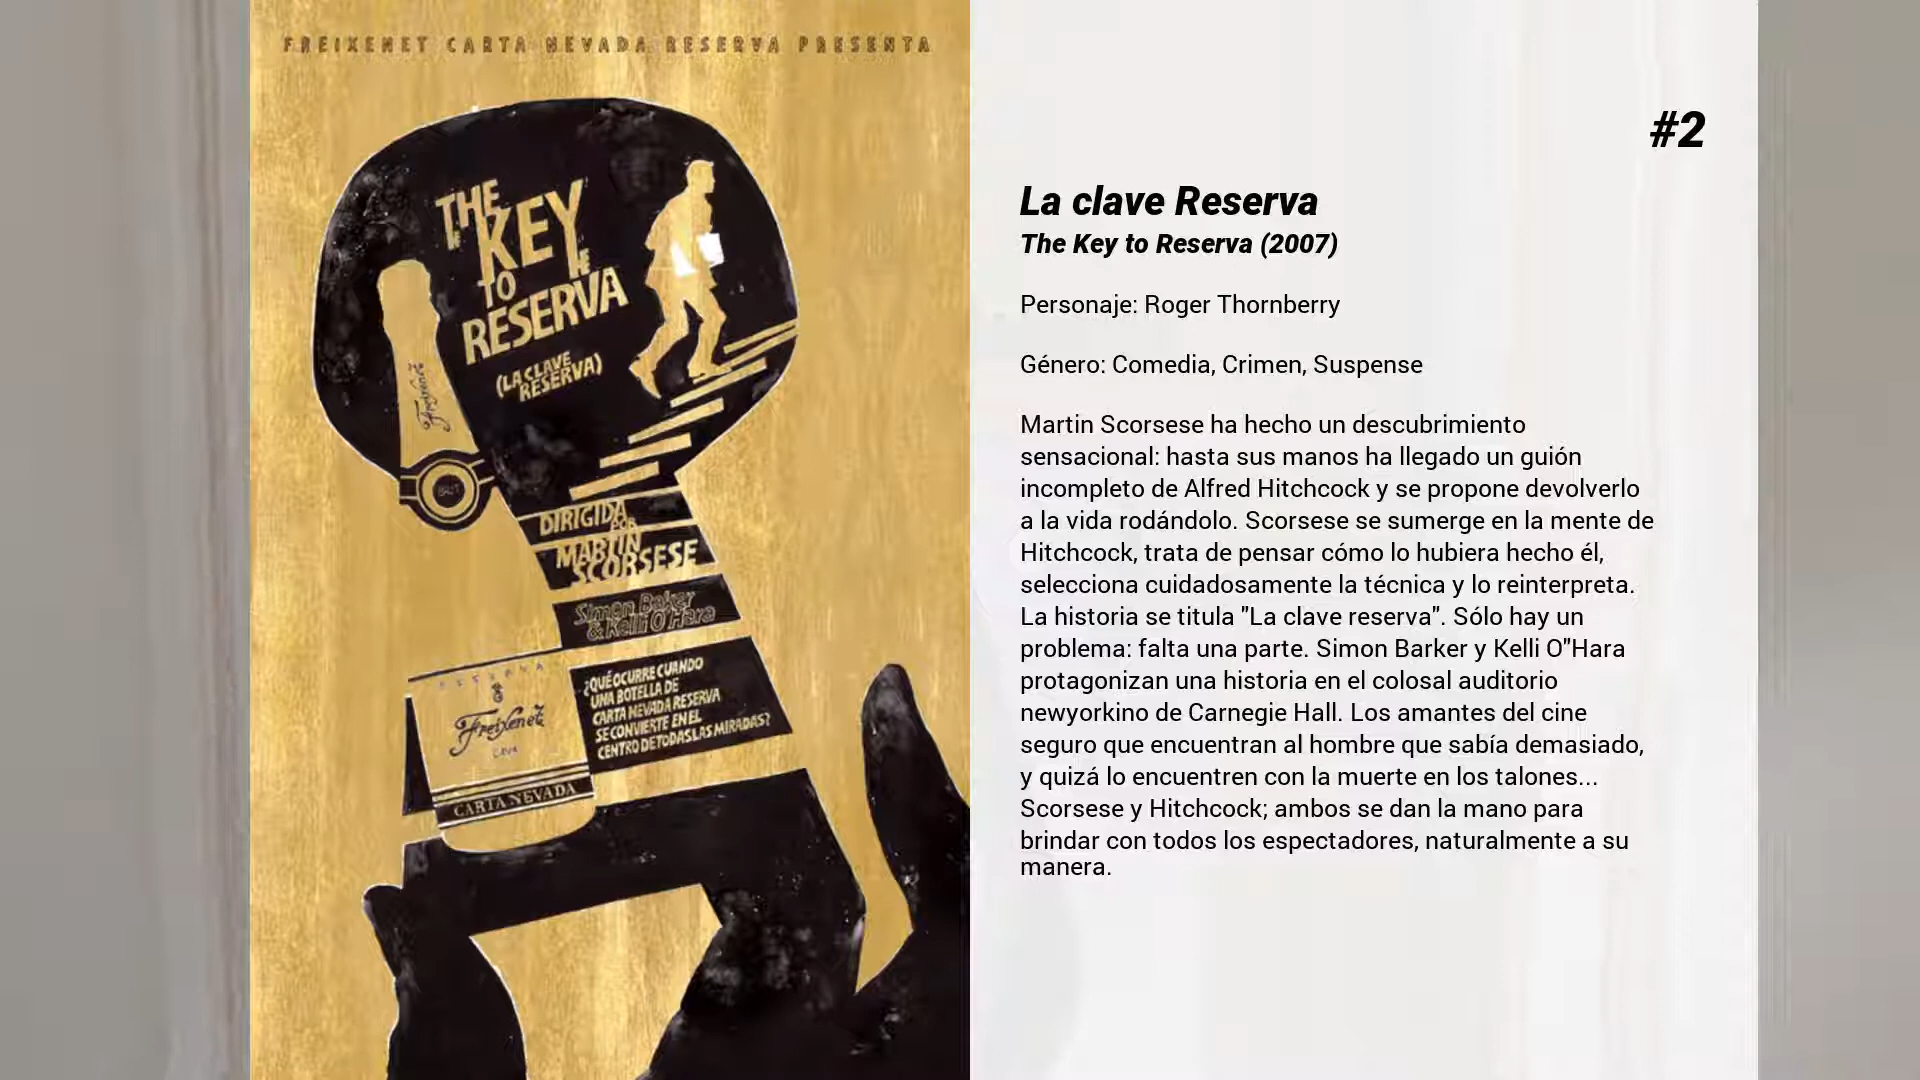 FREIXENET CARTA NEVADA RESERVA PRESENTA
THE
KEY
TO THE
RESERVA
(LA CLAVE
RESERVA)
Freixenet
BRUT
DIRIGIDA
POR
MARTIN
SCORSESE
Simon Baker
& Kelli O'Hara
RESERVA
Freixenet
CAVA
CARTA NEVADA
¿QUÉ OCURRE CUANDO
UNA BOTELLA DE
CARTA NEVADA RESERVA
SE CONVIERTE EN EL
CENTRO DE TODAS LAS MIRADAS?
#2
La clave Reserva
The Key to Reserva (2007)
Personaje: Roger Thornberry
Género: Comedia, Crimen, Suspense
Martin Scorsese ha hecho un descubrimiento
sensacional: hasta sus manos ha llegado un guión
incompleto de Alfred Hitchcock y se propone devolverlo
a la vida rodándolo. Scorsese se sumerge en la mente de
Hitchcock, trata de pensar cómo lo hubiera hecho él,
selecciona cuidadosamente la técnica y lo reinterpreta.
La historia se titula "La clave reserva". Sólo hay un
problema: falta una parte. Simon Barker y Kelli O"Hara
protagonizan una historia en el colosal auditorio
newyorkino de Carnegie Hall. Los amantes del cine
seguro que encuentran al hombre que sabía demasiado,
y quizá lo encuentren con la muerte en los talones...
Scorsese y Hitchcock; ambos se dan la mano para
brindar con todos los espectadores, naturalmente a su
manera.